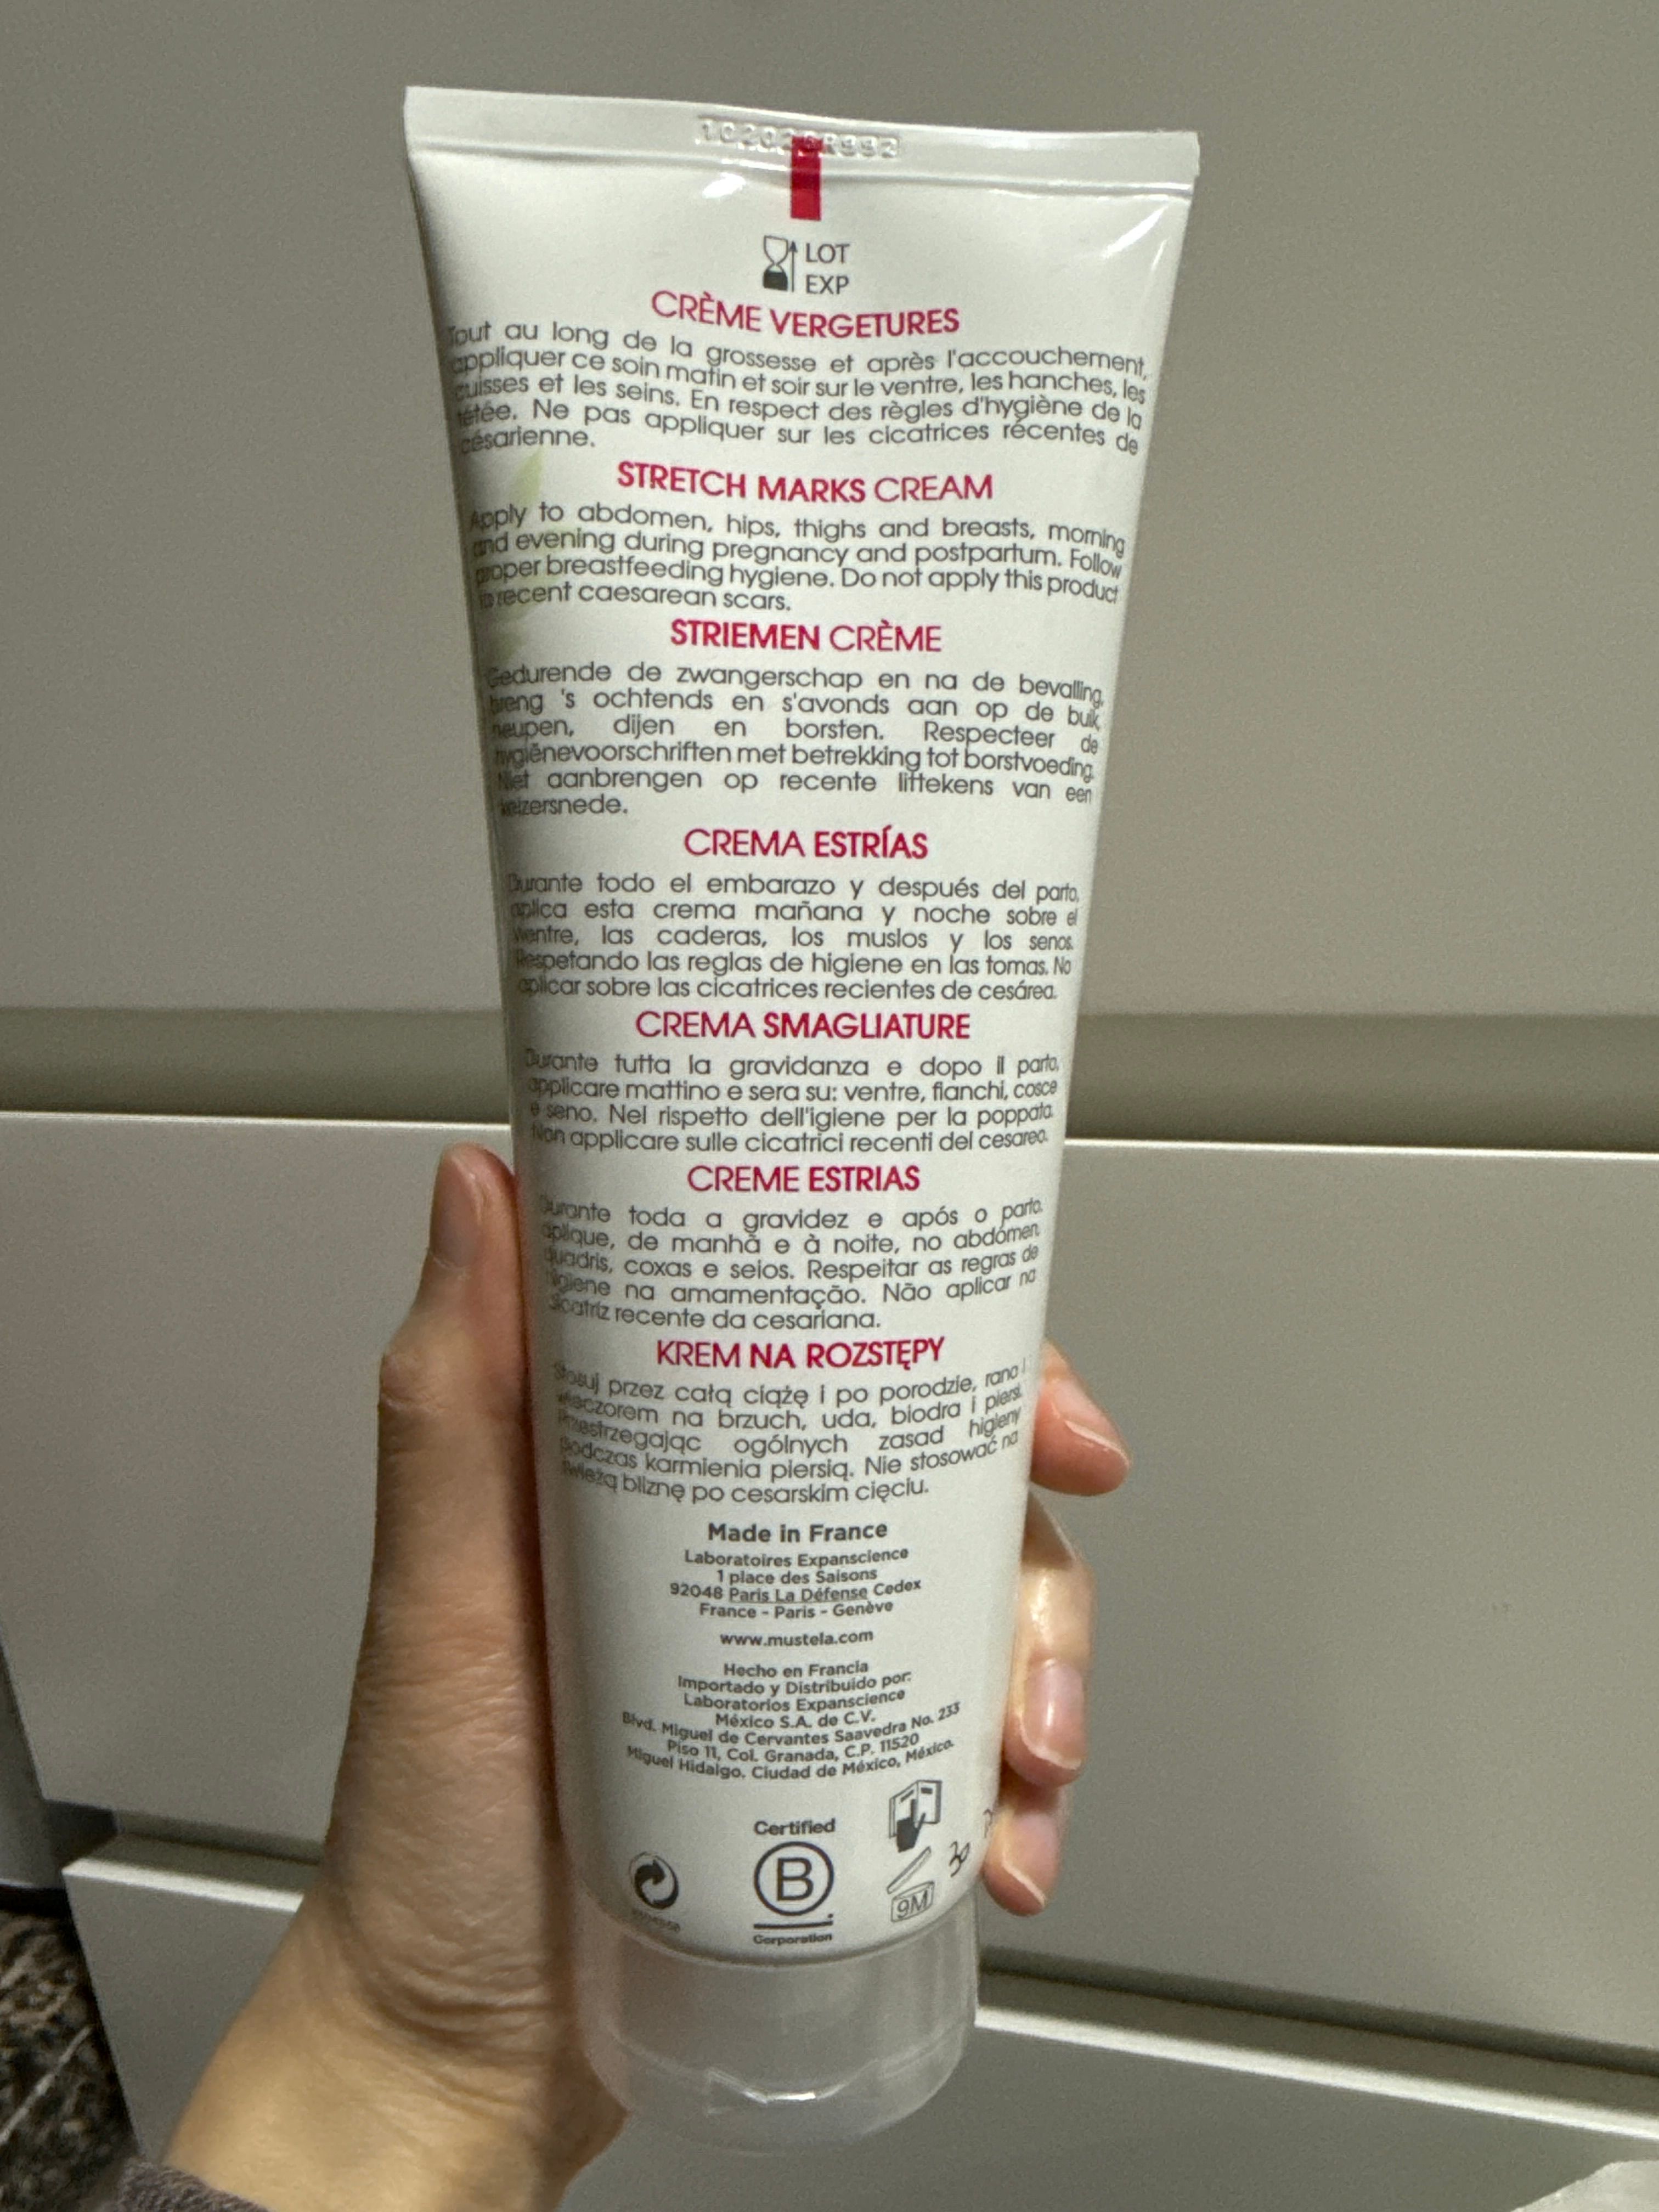 102026R992
LOT
EXP
CRÈME VERGETURES
Tout au long de la grossesse et après l'accouchement,
appliquer ce soin matin et soir sur le ventre, les hanches, les
cuisses et les seins. En respect des règles d'hygiène de la
tétée. Ne pas appliquer sur les cicatrices récentes de
césarienne.
STRETCH MARKS CREAM
Apply to abdomen, hips, thighs and breasts, morning
and evening during pregnancy and postpartum. Follow
proper breastfeeding hygiene. Do not apply this product
to recent caesarean scars.
STRIEMEN CRÈME
Gedurende de zwangerschap en na de bevalling,
breng 's ochtends en s'avonds aan op de buik,
heupen, dijen en borsten. Respecteer de
hygiënevoorschriften met betrekking tot borstvoeding.
Niet aanbrengen op recente littekens van een
keizersnede.
CREMA ESTRÍAS
Durante todo el embarazo y después del parto,
aplica esta crema mañana y noche sobre el
vientre, las caderas, los muslos y los senos.
Respetando las reglas de higiene en las tomas. No
aplicar sobre las cicatrices recientes de cesárea.
CREMA SMAGLIATURE
Durante tutta la gravidanza e dopo il parto,
applicare mattino e sera su: ventre, fianchi, cosce
e seno. Nel rispetto dell'igiene per la poppata.
Non applicare sulle cicatrici recenti del cesareo.
CREME ESTRIAS
Durante toda a gravidez e após o parto,
aplique, de manhã e à noite, no abdómen,
quadris, coxas e seios. Respeitar as regras de
higiene na amamentação. Não aplicar na
cicatriz recente da cesariana.
KREM NA ROZSTĘPY
Stosuj przez całą ciążę i po porodzie, rano i
wieczorem na brzuch, uda, biodra i piersi.
Przestrzegając ogólnych zasad higieny
podczas karmienia piersią. Nie stosować na
świeżą bliznę po cesarskim cięciu.
Made in France
Laboratoires Expanscience
1 place des Saisons
92048 Paris La Défense Cedex
France - Paris - Genève
www.mustela.com
Hecho en Francia
Importado y Distribuido por:
Laboratorios Expanscience
México S.A. de C.V.
Blvd. Miguel de Cervantes Saavedra No. 233
Piso 11, Col. Granada, C.P. 11520
Miguel Hidalgo, Ciudad de México, México.
Certified
B
Corporation
9M
30